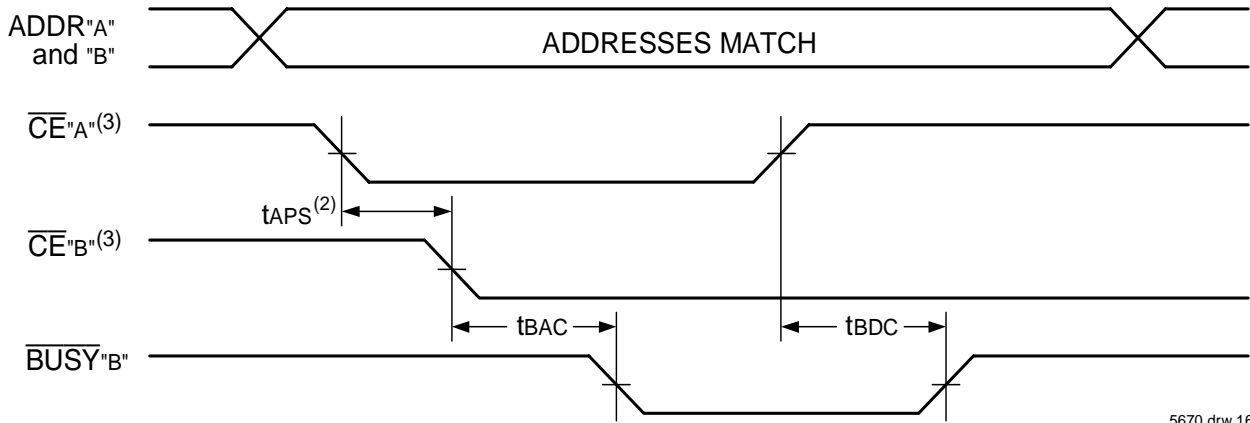 ADDR"A"
and "B"
ADDRESSES MATCH
CE"A"(3)
tAPS(2)
CE"B"(3)
tBAC
tBDC
BUSY"B"
5670 drw 16